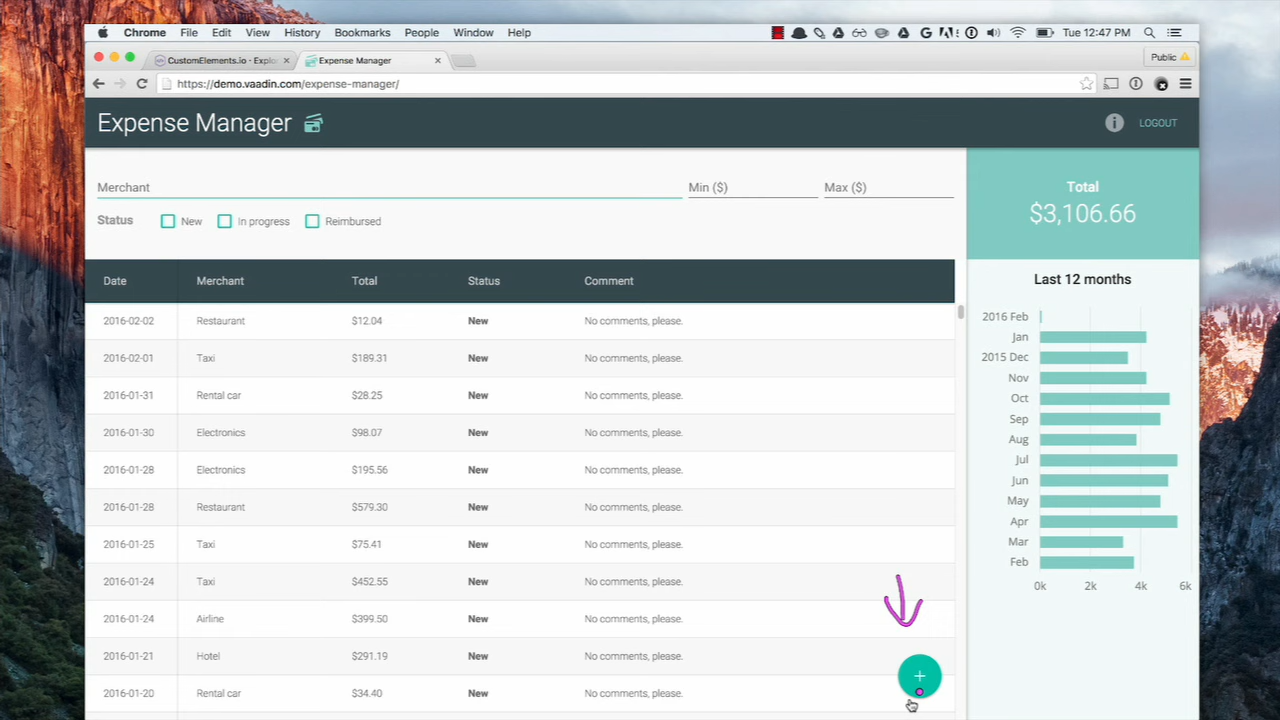 Chrome File Edit View History Bookmarks People Window Help Tue 12:47 PM
CustomElements.io - Explo Expense Manager Public
https://demo.vaadin.com/expense-manager/
Expense Manager LOGOUT
Merchant Min ($) Max ($)
Status New In progress Reimbursed
Total
$3,106.66
Date Merchant Total Status Comment
2016-02-02 Restaurant $12.04 New No comments, please.
2016-02-01 Taxi $189.31 New No comments, please.
2016-01-31 Rental car $28.25 New No comments, please.
2016-01-30 Electronics $98.07 New No comments, please.
2016-01-28 Electronics $195.56 New No comments, please.
2016-01-28 Restaurant $579.30 New No comments, please.
2016-01-25 Taxi $75.41 New No comments, please.
2016-01-24 Taxi $452.55 New No comments, please.
2016-01-24 Airline $399.50 New No comments, please.
2016-01-21 Hotel $291.19 New No comments, please.
2016-01-20 Rental car $34.40 New No comments, please.
Last 12 months
2016 Feb
Jan
2015 Dec
Nov
Oct
Sep
Aug
Jul
Jun
May
Apr
Mar
Feb
0k 2k 4k 6k